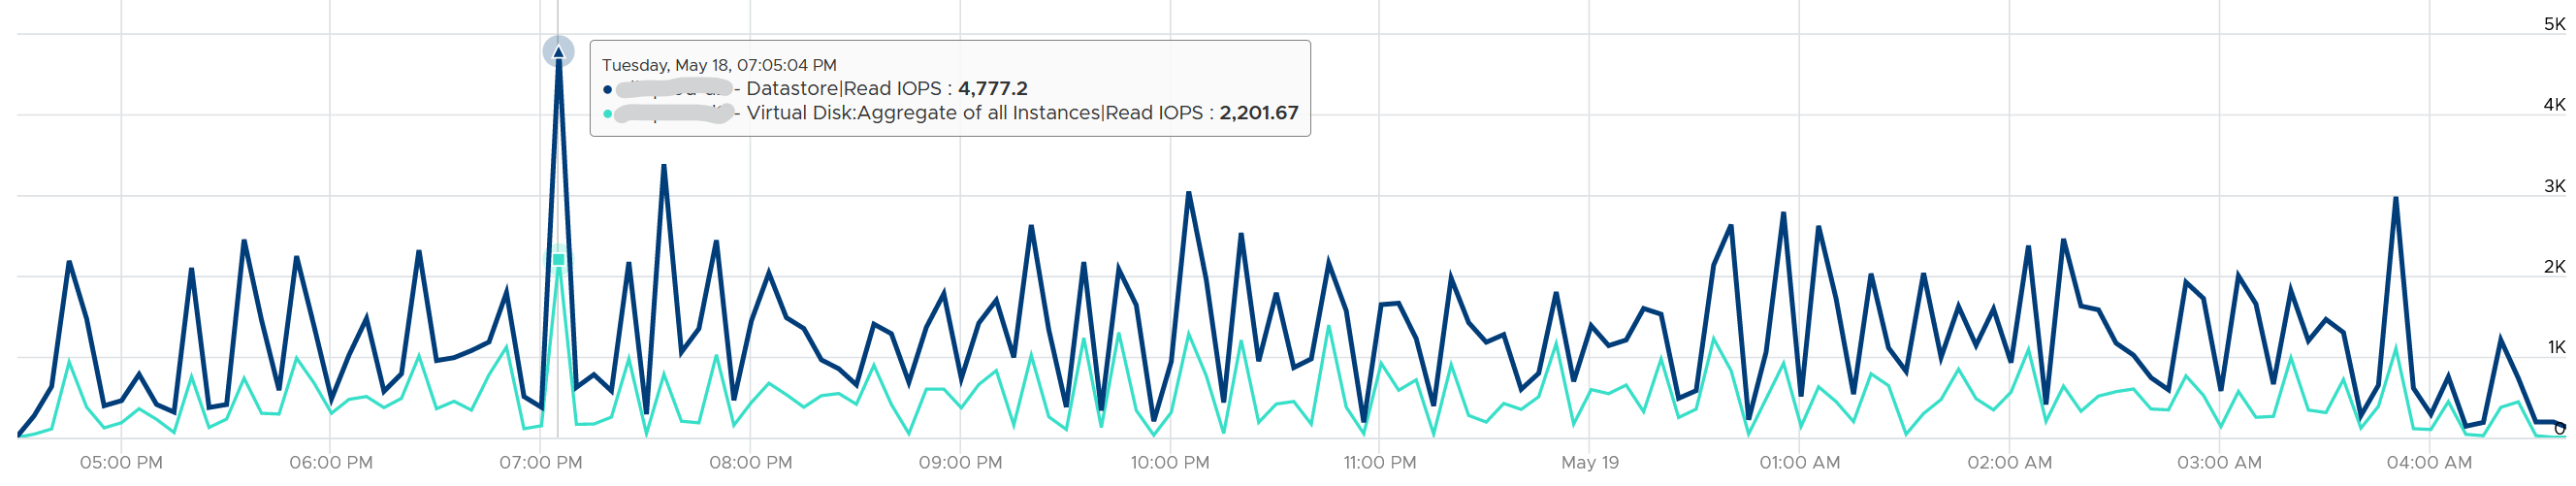 5K
Tuesday, May 18, 07:05:04 PM
- Datastore|Read IOPS : 4,777.2
- Virtual Disk:Aggregate of all Instances|Read IOPS : 2,201.67
4K
3K
2K
1K
0
05:00 PM 06:00 PM 07:00 PM 08:00 PM 09:00 PM 10:00 PM 11:00 PM May 19 01:00 AM 02:00 AM 03:00 AM 04:00 AM